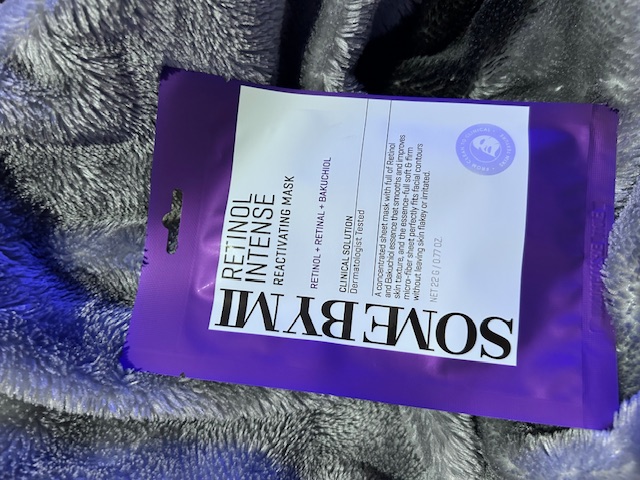 SOME BY MI
RETINOL
INTENSE
REACTIVATING MASK
RETINOL + RETINAL + BAKUCHIOL
CLINICAL SOLUTION
Dermatologist Tested
A concentrated sheet mask with full of Retinol
and Bakuchiol essence that smooths and improves
skin texture, and the essence-full soft & firm
micro-fiber sheet perfectly fits facial contours
without leaving skin flakey or irritated.
NET 22 g / 0.77 OZ